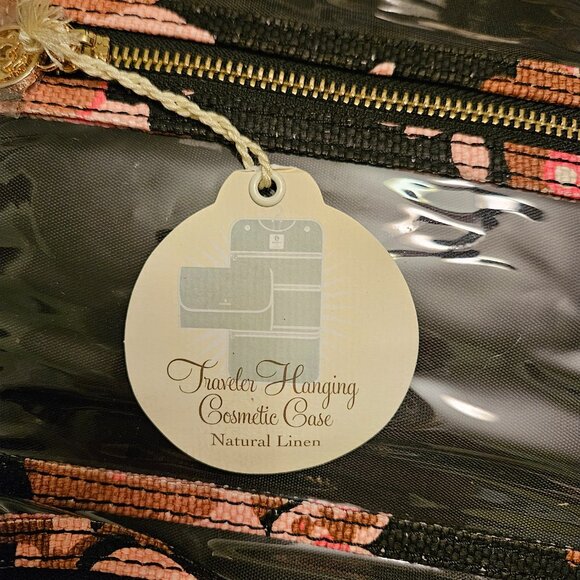 Traveler Hanging
Cosmetic Case
Natural Linen